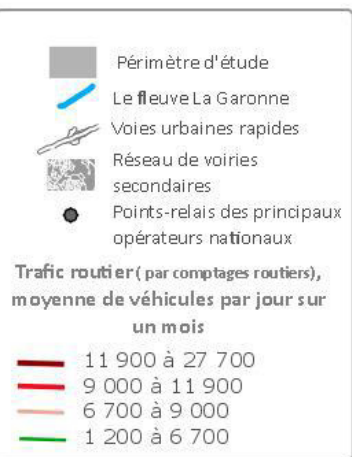 Périmètre d'étude
Le fleuve La Garonne
Voies urbaines rapides
Réseau de voiries
secondaires
Points-relais des principaux
opérateurs nationaux
Trafic routier ( par comptages routiers),
moyenne de véhicules par jour sur
un mois
11 900 à 27 700
9 000 à 11 900
6 700 à 9 000
1 200 à 6 700